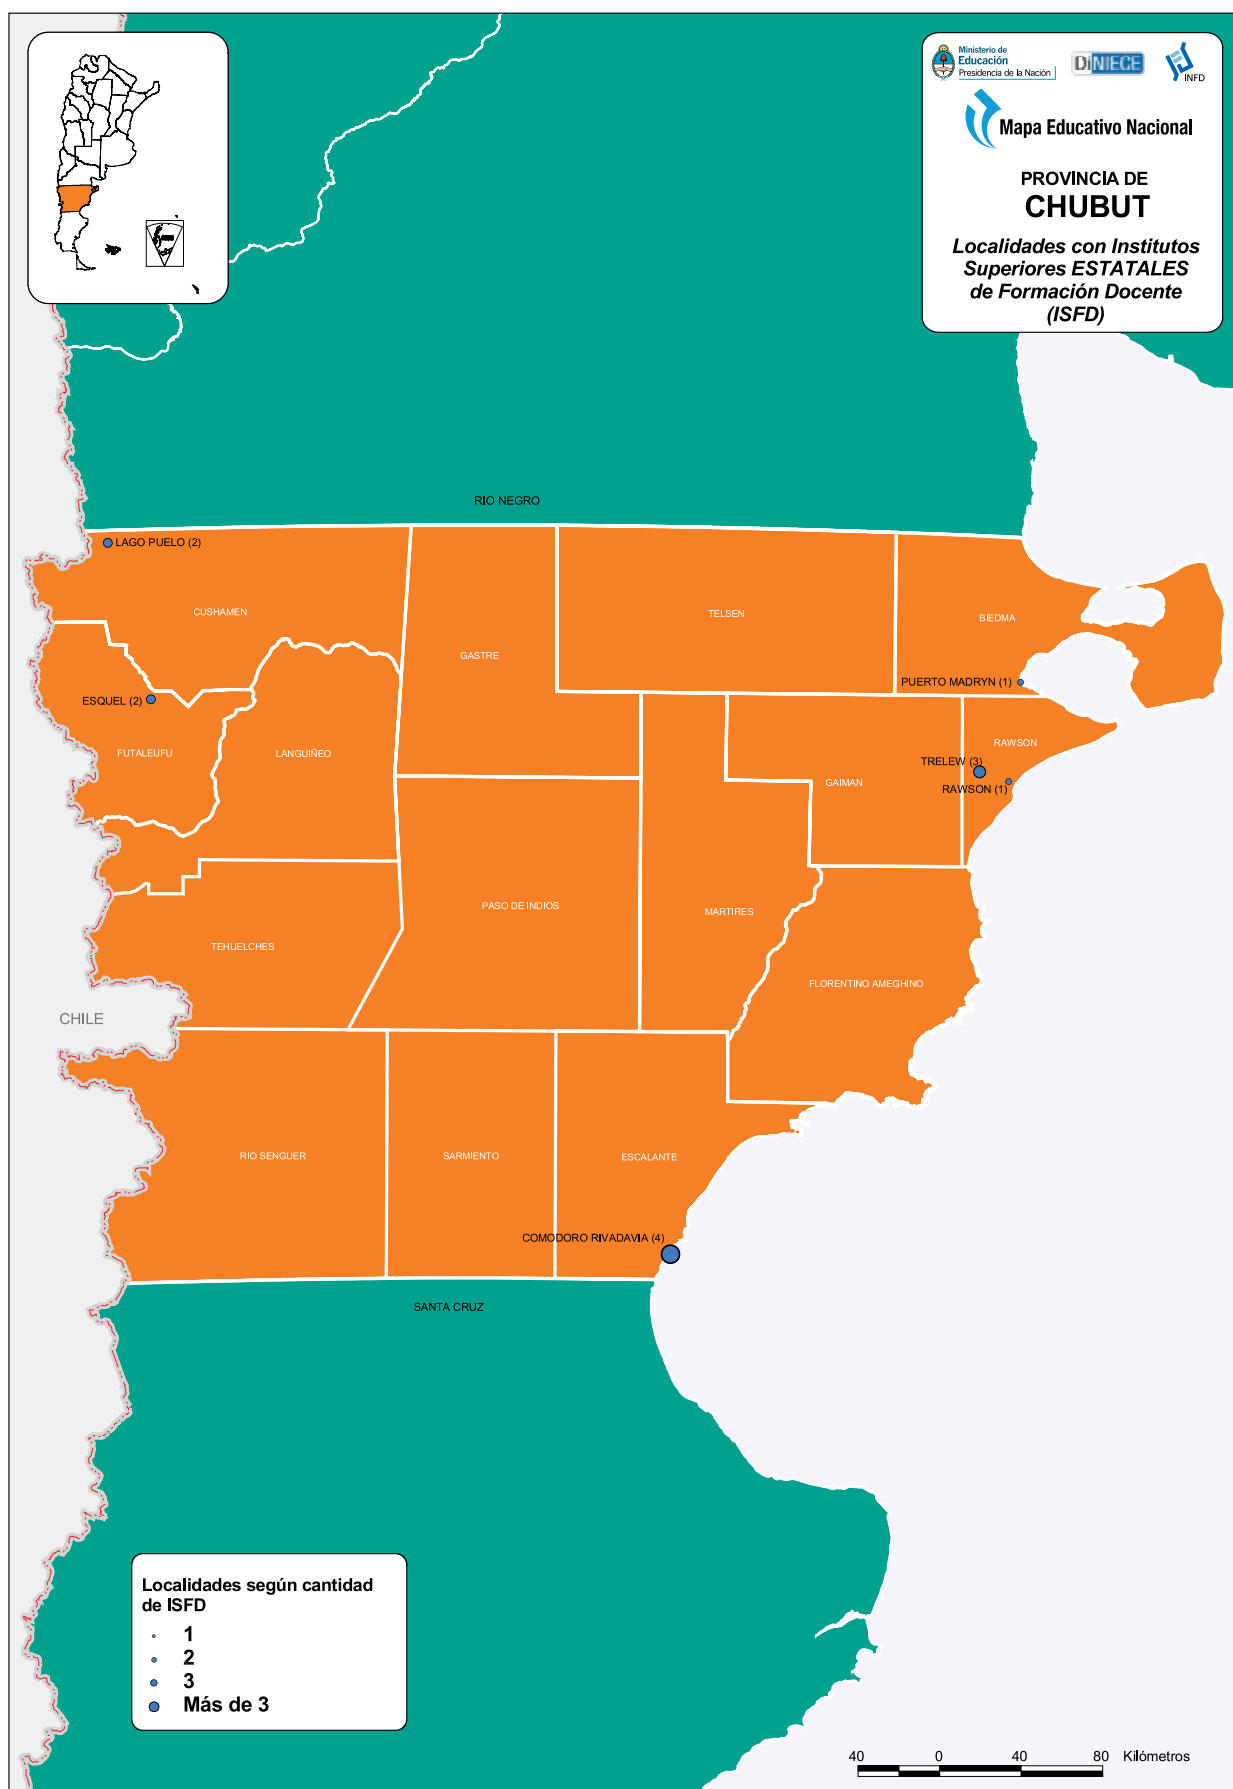 Ministerio de
Educación
Presidencia de la Nación
DiNIECE
INFD
Mapa Educativo Nacional
PROVINCIA DE
CHUBUT
Localidades con Institutos
Superiores ESTATALES
de Formación Docente
(ISFD)
RIO NEGRO
LAGO PUELO (2)
CUSHAMEN
TELSEN
BIEDMA
GASTRE
PUERTO MADRYN (1)
ESQUEL (2)
FUTALEUFU
LANGUIÑEO
RAWSON
TRELEW (3)
GAIMAN
RAWSON (1)
PASO DE INDIOS
MARTIRES
TEHUELCHES
FLORENTINO AMEGHINO
CHILE
RIO SENGUER
SARMIENTO
ESCALANTE
COMODORO RIVADAVIA (4)
SANTA CRUZ
Localidades según cantidad
de ISFD
1
2
3
Más de 3
40 0 40 80 Kilómetros